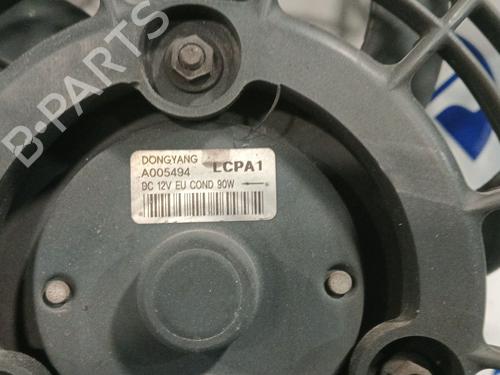 B-PARTS
DONGYANG
A005494 LCPA1
DC 12V EU COND 90W